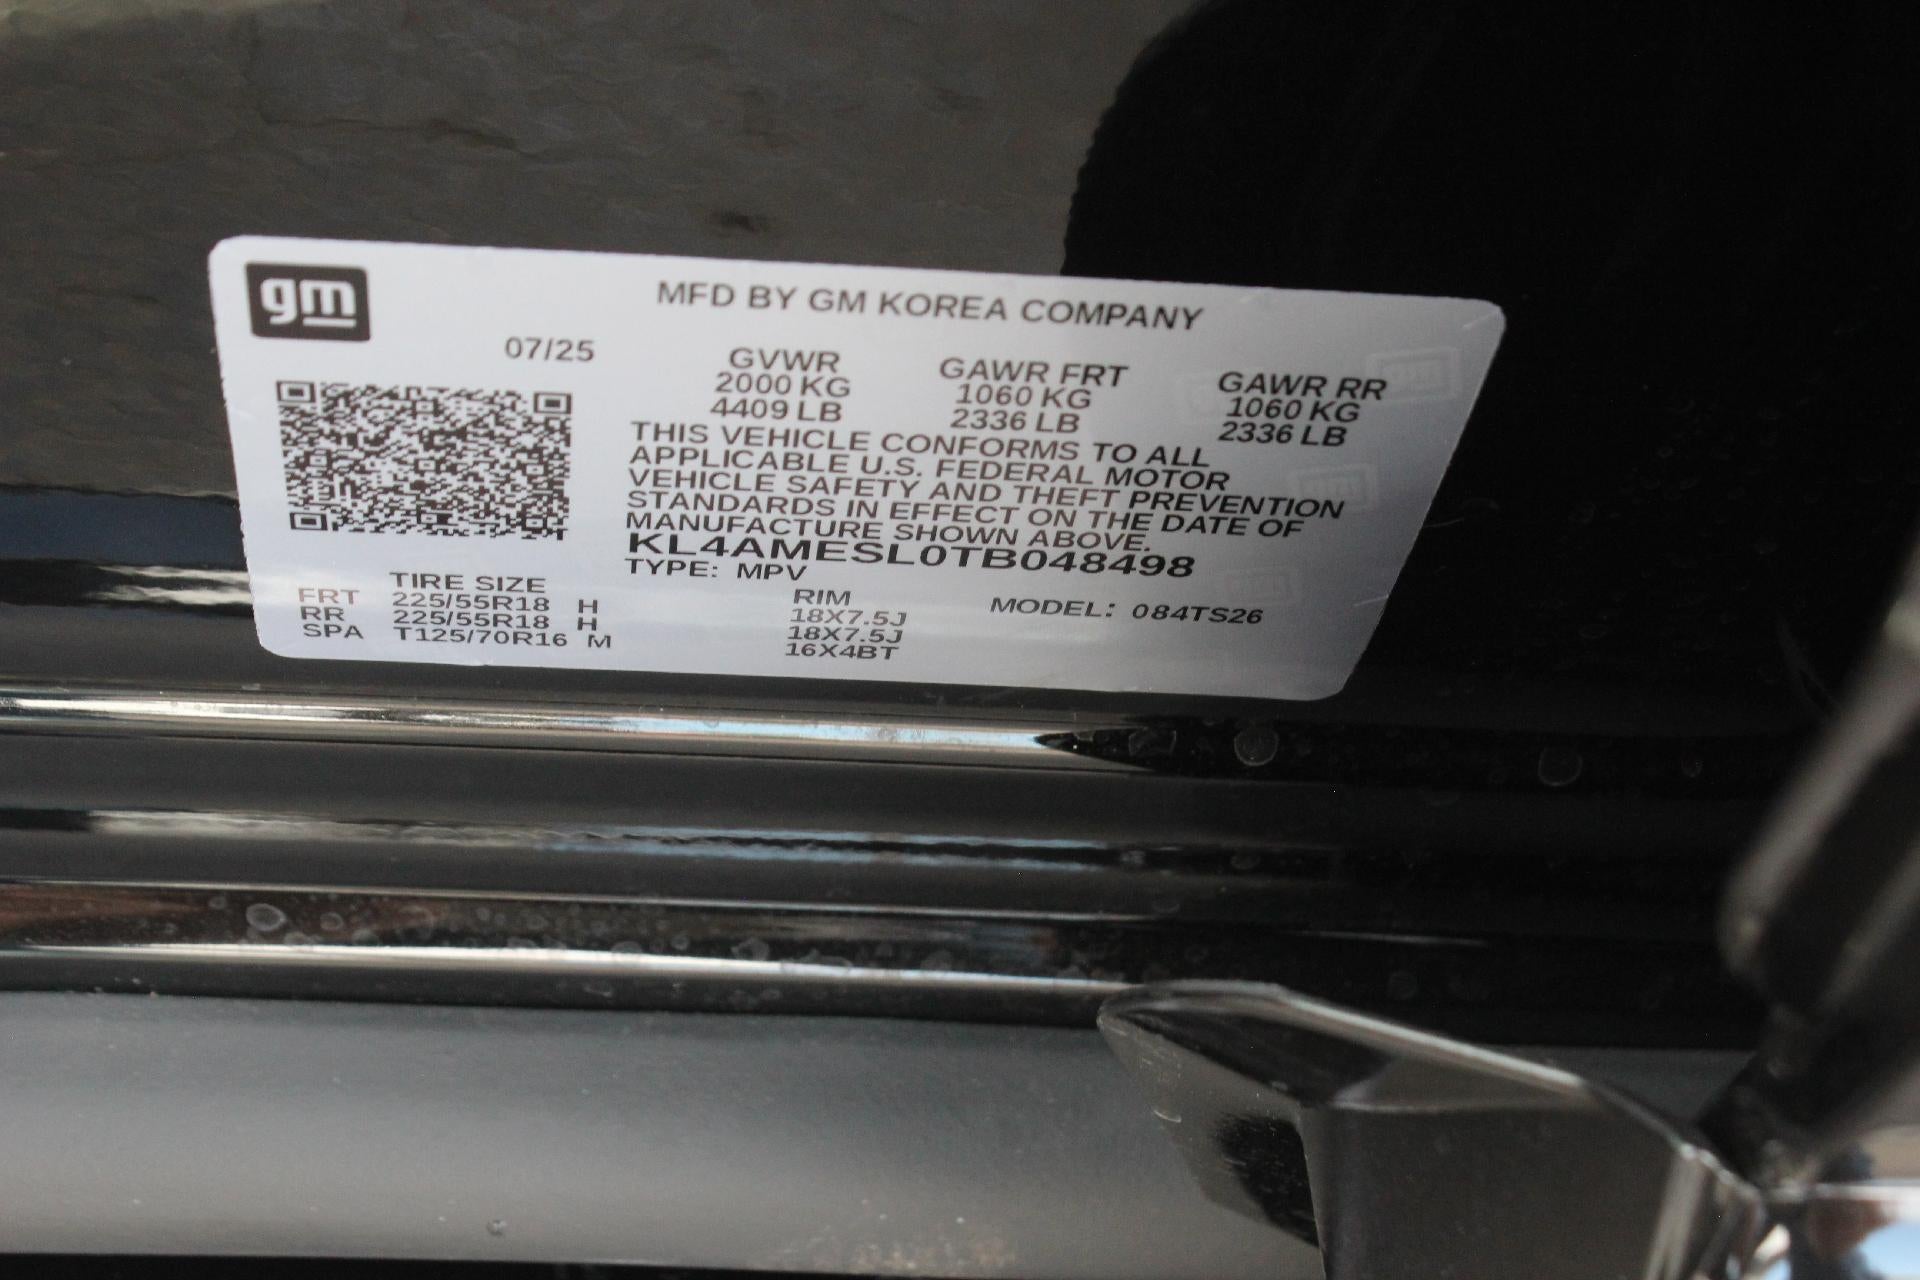 gm
MFD BY GM KOREA COMPANY
07/25
GVWR
2000 KG
4409 LB
GAWR FRT
1060 KG
2336 LB
GAWR RR
1060 KG
2336 LB
THIS VEHICLE CONFORMS TO ALL
APPLICABLE U.S. FEDERAL MOTOR
VEHICLE SAFETY AND THEFT PREVENTION
STANDARDS IN EFFECT ON THE DATE OF
MANUFACTURE SHOWN ABOVE.
KL4AMESL0TB048498
TYPE: MPV
TIRE SIZE RIM MODEL: 084TS26
FRT 225/55R18 H 18X7.5J
RR 225/55R18 H 18X7.5J
SPA T125/70R16 M 16X4BT